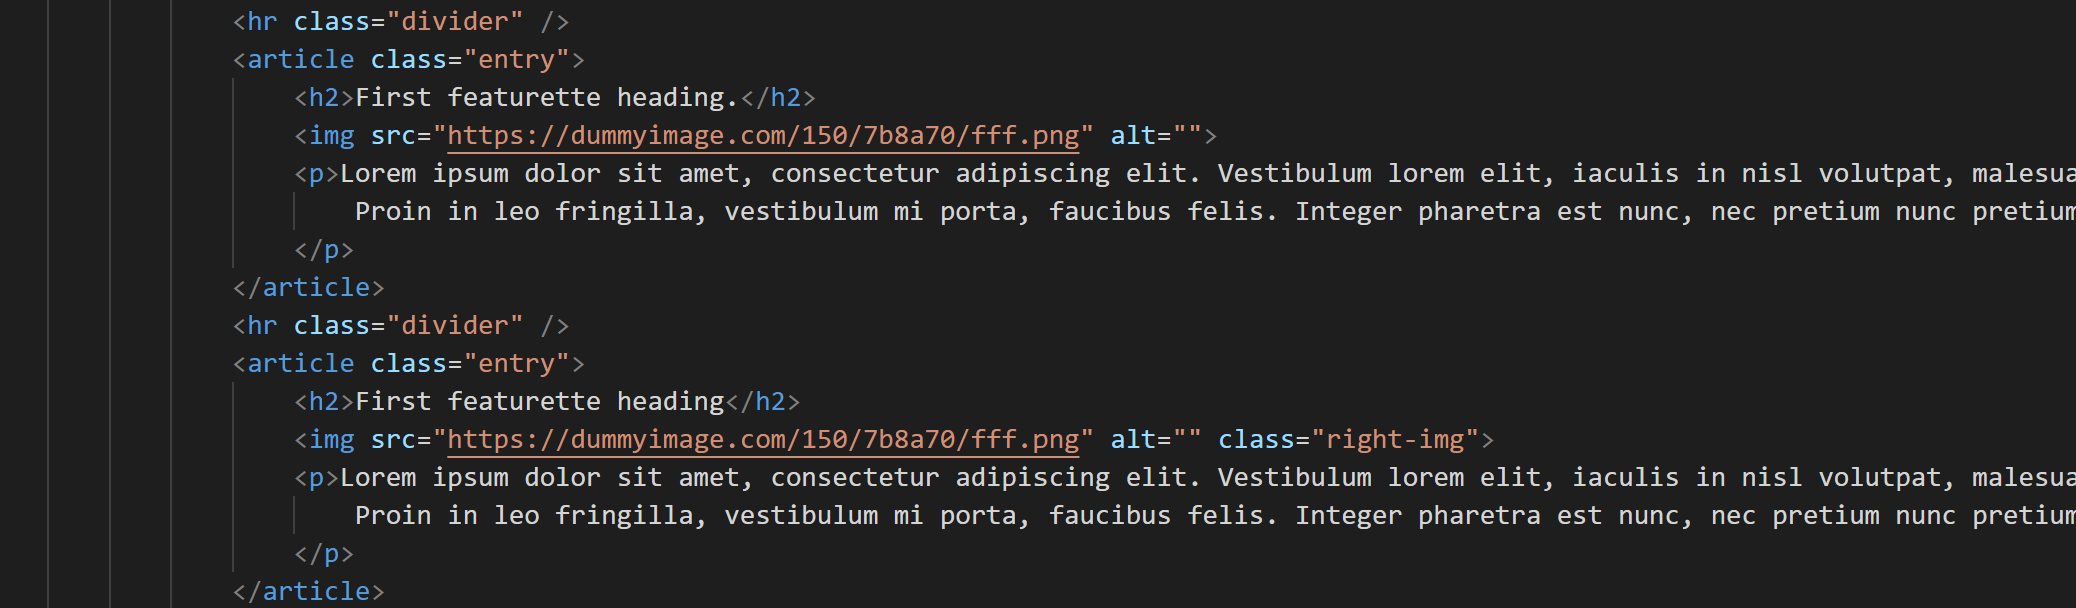 <hr class="divider" />
<article class="entry">
<h2>First featurette heading.</h2>
<img src="https://dummyimage.com/150/7b8a70/fff.png" alt="">
<p>Lorem ipsum dolor sit amet, consectetur adipiscing elit. Vestibulum lorem elit, iaculis in nisl volutpat, malesua
Proin in leo fringilla, vestibulum mi porta, faucibus felis. Integer pharetra est nunc, nec pretium nunc pretium
</p>
</article>
<hr class="divider" />
<article class="entry">
<h2>First featurette heading</h2>
<img src="https://dummyimage.com/150/7b8a70/fff.png" alt="" class="right-img">
<p>Lorem ipsum dolor sit amet, consectetur adipiscing elit. Vestibulum lorem elit, iaculis in nisl volutpat, malesua
Proin in leo fringilla, vestibulum mi porta, faucibus felis. Integer pharetra est nunc, nec pretium nunc pretium
</p>
</article>